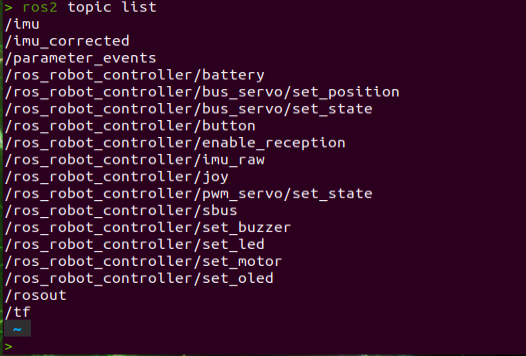 > ros2 topic list
/imu
/imu_corrected
/parameter_events
/ros_robot_controller/battery
/ros_robot_controller/bus_servo/set_position
/ros_robot_controller/bus_servo/set_state
/ros_robot_controller/button
/ros_robot_controller/enable_reception
/ros_robot_controller/imu_raw
/ros_robot_controller/joy
/ros_robot_controller/pwm_servo/set_state
/ros_robot_controller/sbus
/ros_robot_controller/set_buzzer
/ros_robot_controller/set_led
/ros_robot_controller/set_motor
/ros_robot_controller/set_oled
/rosout
/tf
~
>